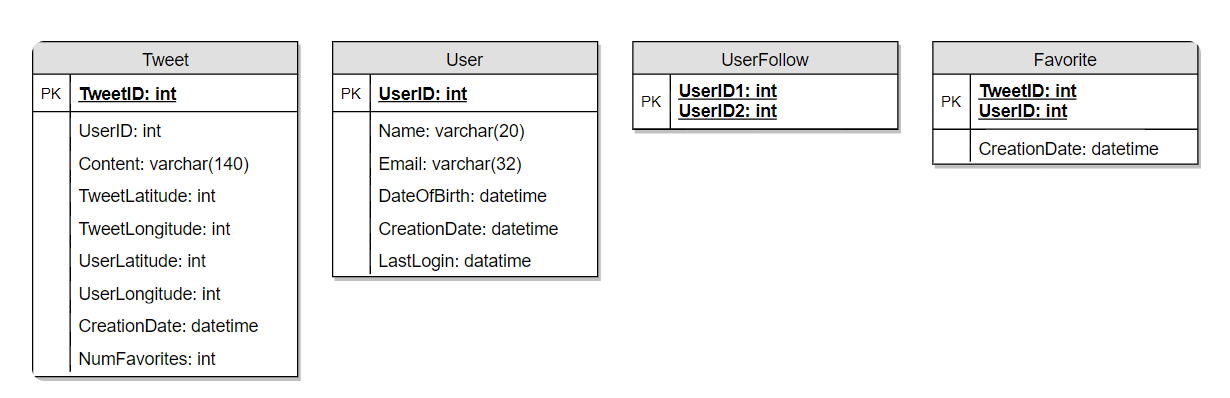 Tweet
PK TweetID: int
UserID: int
Content: varchar(140)
TweetLatitude: int
TweetLongitude: int
UserLatitude: int
UserLongitude: int
CreationDate: datetime
NumFavorites: int
User
PK UserID: int
Name: varchar(20)
Email: varchar(32)
DateOfBirth: datetime
CreationDate: datetime
LastLogin: datatime
UserFollow
PK UserID1: int
UserID2: int
Favorite
PK TweetID: int
UserID: int
CreationDate: datetime